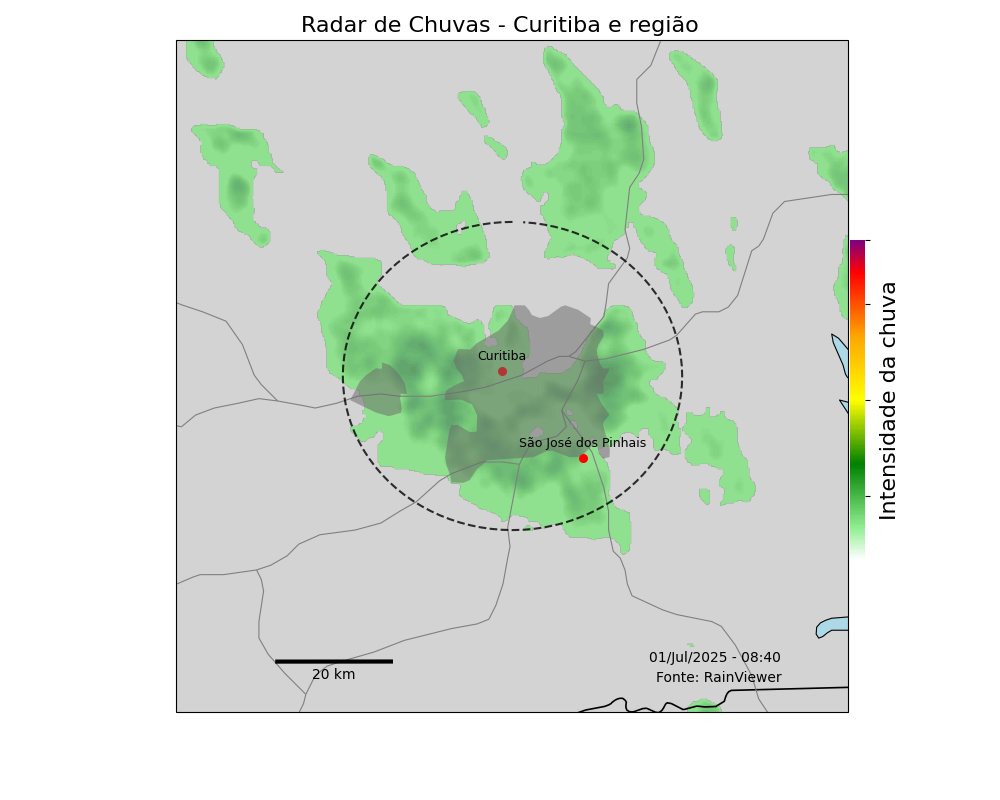 Radar de Chuvas - Curitiba e região
Curitiba
São José dos Pinhais
Intensidade da chuva
20 km
01/Jul/2025 - 08:40
Fonte: RainViewer